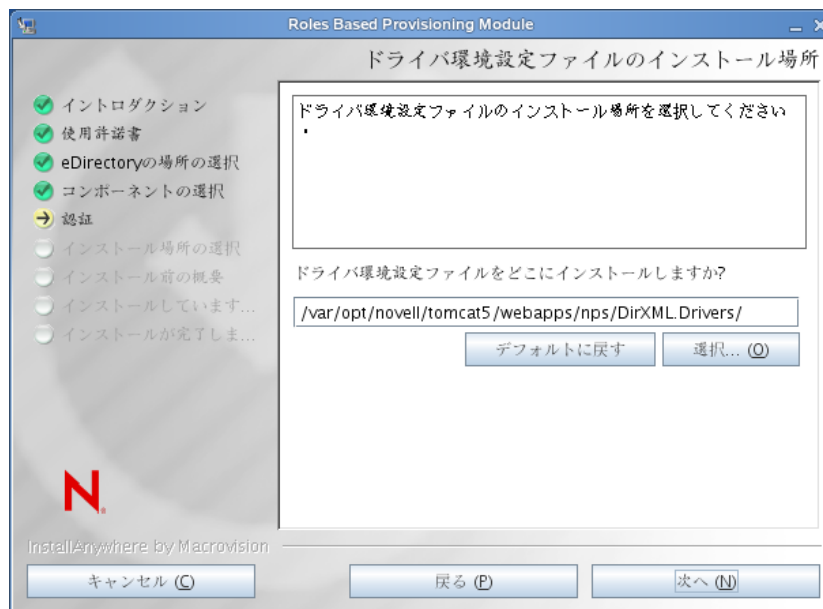 Roles Based Provisioning Module
ドライバ環境設定ファイルのインストール場所
イントロダクション
使用許諾書
eDirectoryの場所の選択
コンポーネントの選択
認証
インストール場所の選択
インストール前の概要
インストールしています...
インストールが完了しま...
ドライバ環境設定ファイルのインストール場所を選択してください
.
ドライバ環境設定ファイルをどこにインストールしますか?
/var/opt/novell/tomcat5/webapps/nps/DirXML.Drivers/
デフォルトに戻す
選択... (O)
N
InstallAnywhere by Macrovision
キャンセル (C)
戻る (P)
次へ (N)